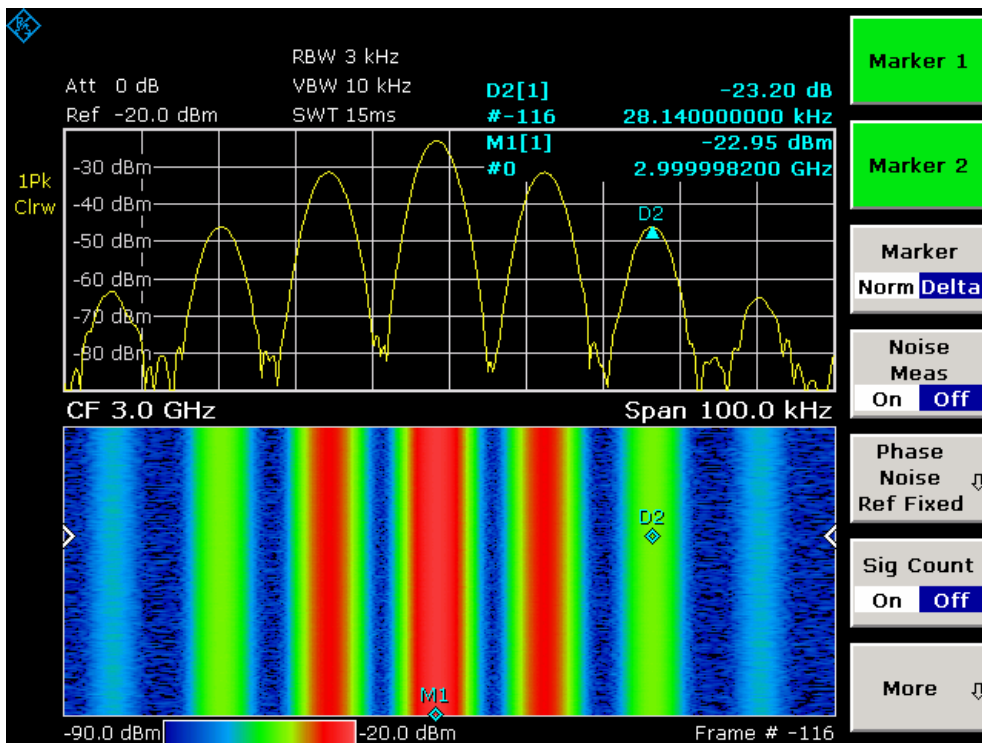 RBW 3 kHz
Att 0 dB
VBW 10 kHz
Ref -20.0 dBm
SWT 15ms
D2[1] -23.20 dB
#-116 28.140000000 kHz
M1[1] -22.95 dBm
#0 2.999998200 GHz
1Pk
Clrw
-30 dBm
-40 dBm
-50 dBm
-60 dBm
-70 dBm
-80 dBm
D2
CF 3.0 GHz
Span 100.0 kHz
D2
M1
-90.0 dBm
-20.0 dBm
Frame # -116
Marker 1
Marker 2
Marker
Norm Delta
Noise
Meas
On Off
Phase
Noise
Ref Fixed
Sig Count
On Off
More